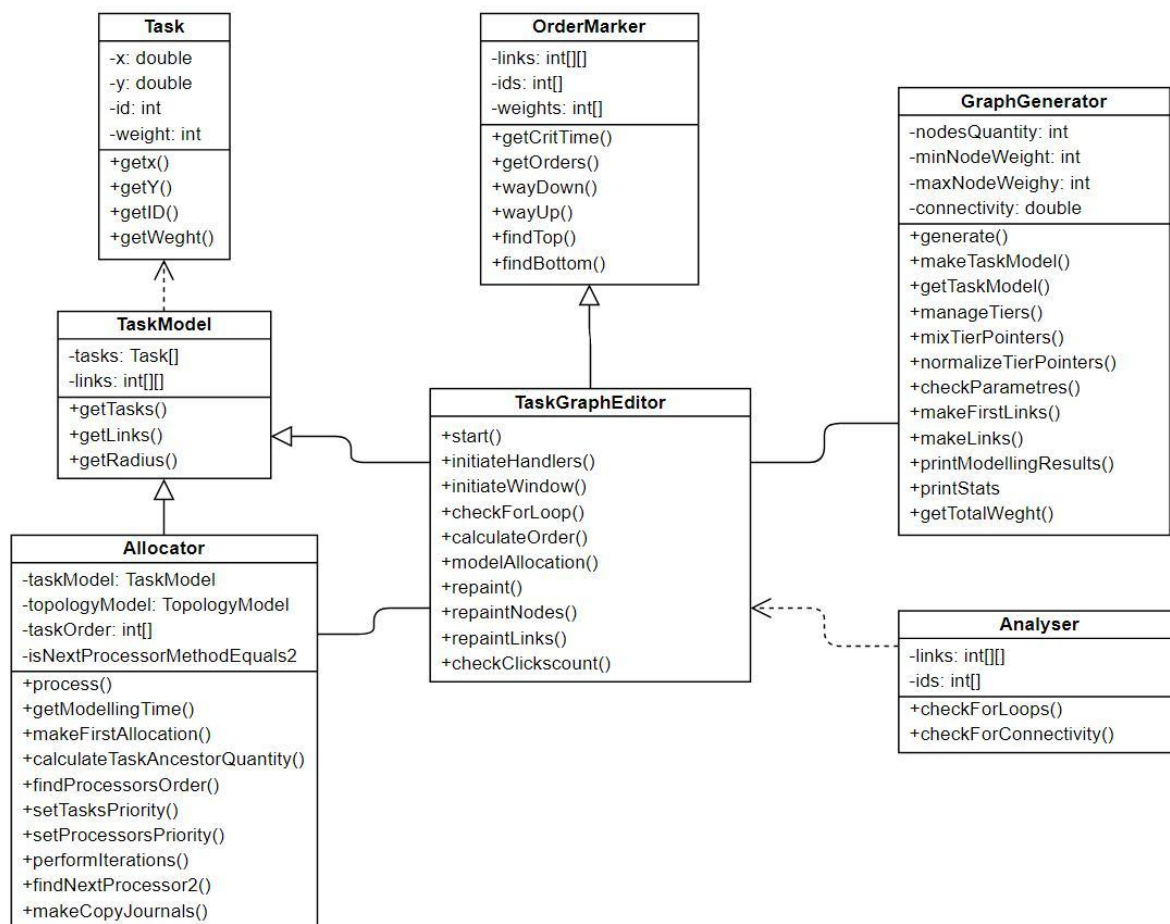 Task
-x: double
-y: double
-id: int
-weight: int
+getx()
+getY()
+getID()
+getWeght()
OrderMarker
-links: int[][]
-ids: int[]
-weights: int[]
+getCritTime()
+getOrders()
+wayDown()
+wayUp()
+findTop()
+findBottom()
GraphGenerator
-nodesQuantity: int
-minNodeWeight: int
-maxNodeWeighy: int
-connectivity: double
+generate()
+makeTaskModel()
+getTaskModel()
+manageTiers()
+mixTierPointers()
+normalizeTierPointers()
+checkParametres()
+makeFirstLinks()
+makeLinks()
+printModellingResults()
+printStats
+getTotalWeght()
TaskModel
-tasks: Task[]
-links: int[][]
+getTasks()
+getLinks()
+getRadius()
TaskGraphEditor
+start()
+initiateHandlers()
+initiateWindow()
+checkForLoop()
+calculateOrder()
+modelAllocation()
+repaint()
+repaintNodes()
+repaintLinks()
+checkClickscount()
Allocator
-taskModel: TaskModel
-topologyModel: TopologyModel
-taskOrder: int[]
-isNextProcessorMethodEquals2
+process()
+getModellingTime()
+makeFirstAllocation()
+calculateTaskAncestorQuantity()
+findProcessorsOrder()
+setTasksPriority()
+setProcessorsPriority()
+performIterations()
+findNextProcessor2()
+makeCopyJournals()
Analyser
-links: int[][]
-ids: int[]
+checkForLoops()
+checkForConnectivity()